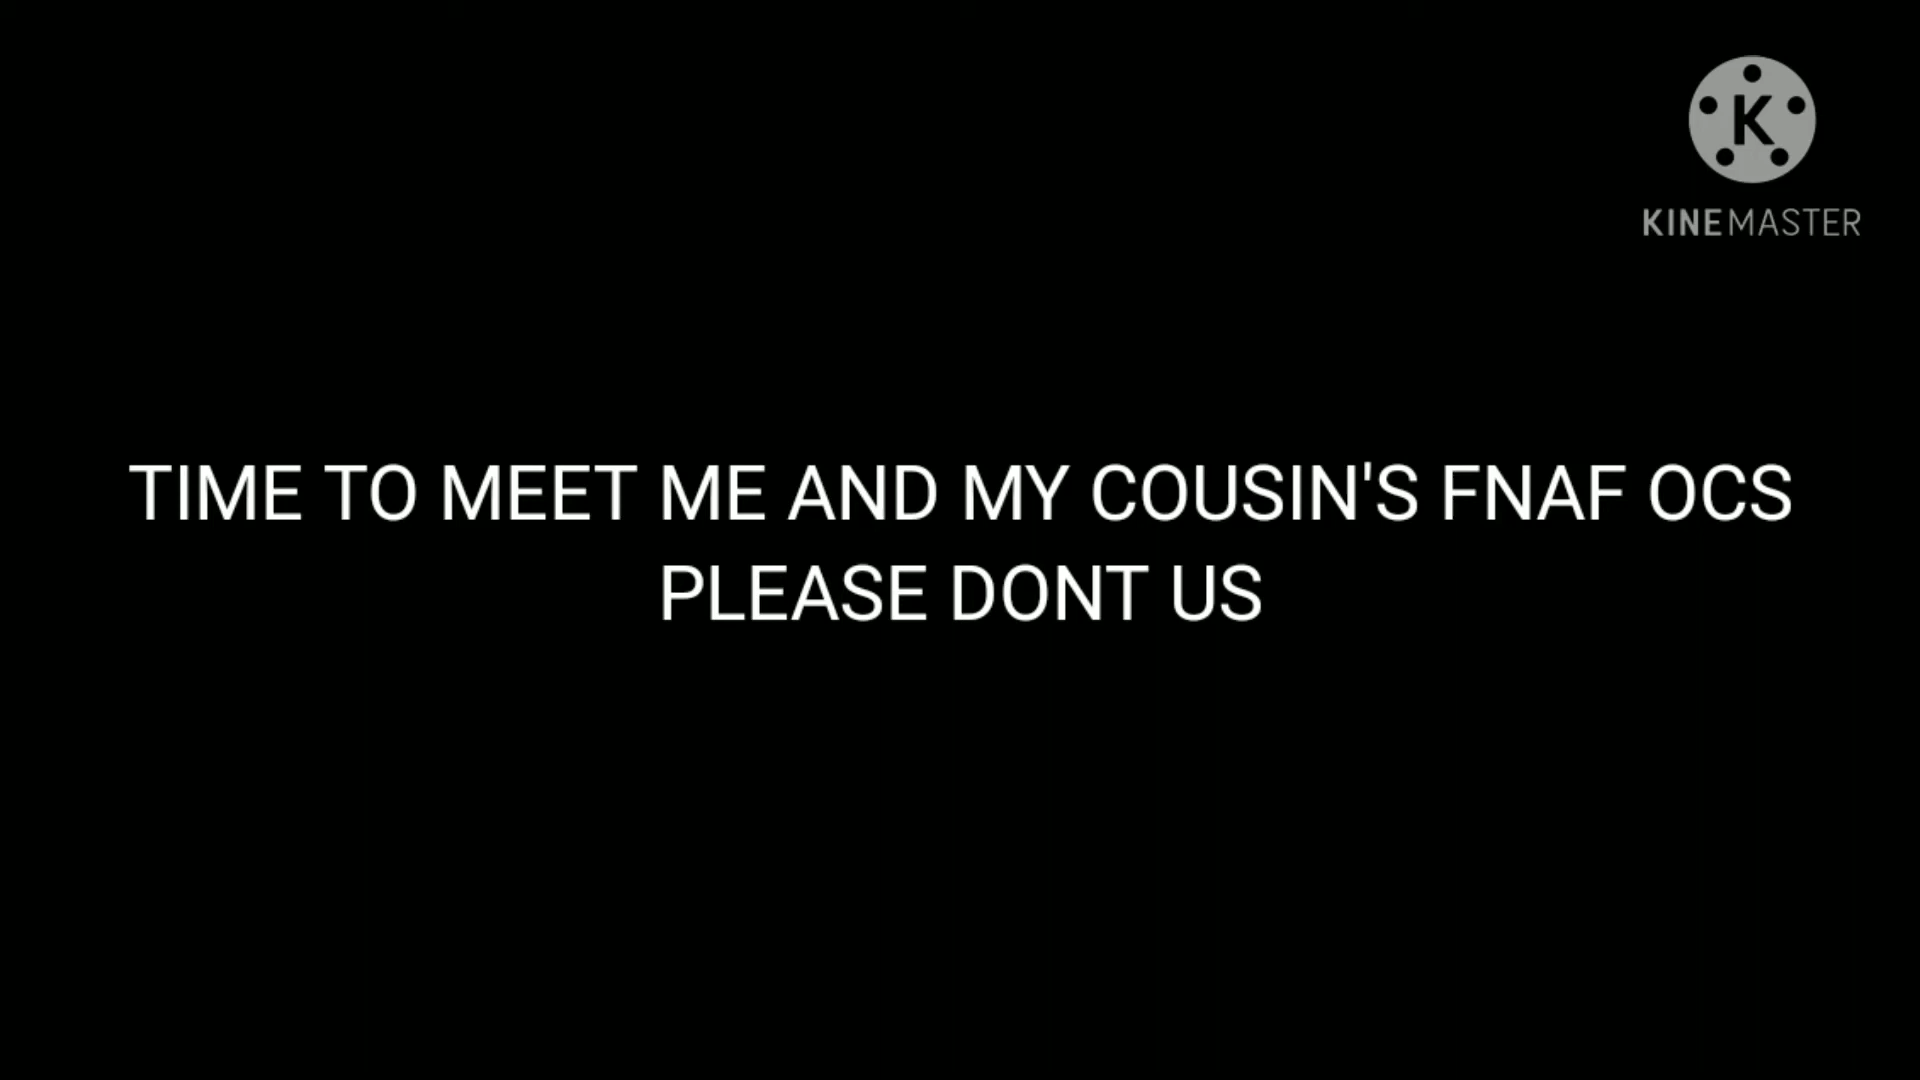 K
KINEMASTER
TIME TO MEET ME AND MY COUSIN'S FNAF OCS
PLEASE DONT US